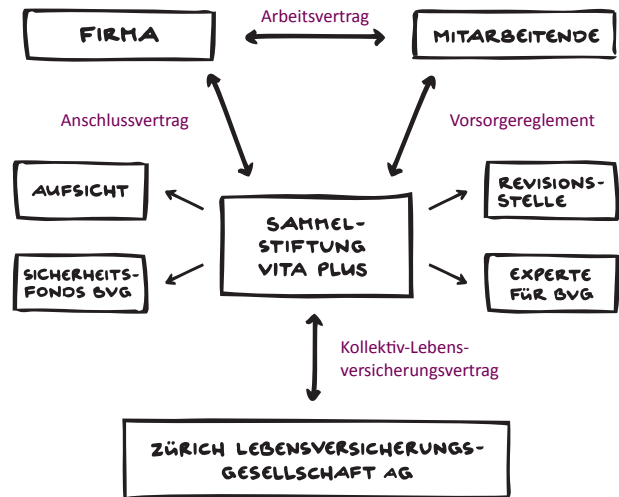 Arbeitsvertrag
FIRMA
MITARBEITENDE
Anschlussvertrag
Vorsorgereglement
AUFSICHT
REVISIONS-
STELLE
SAMMEL-
STIFTUNG
VITA PLUS
SICHERHEITS-
FONDS BVG
EXPERTE
FÜR BVG
Kollektiv-Lebens-
versicherungsvertrag
ZÜRICH LEBENSVERSICHERUNGS-
GESELLSCHAFT AG